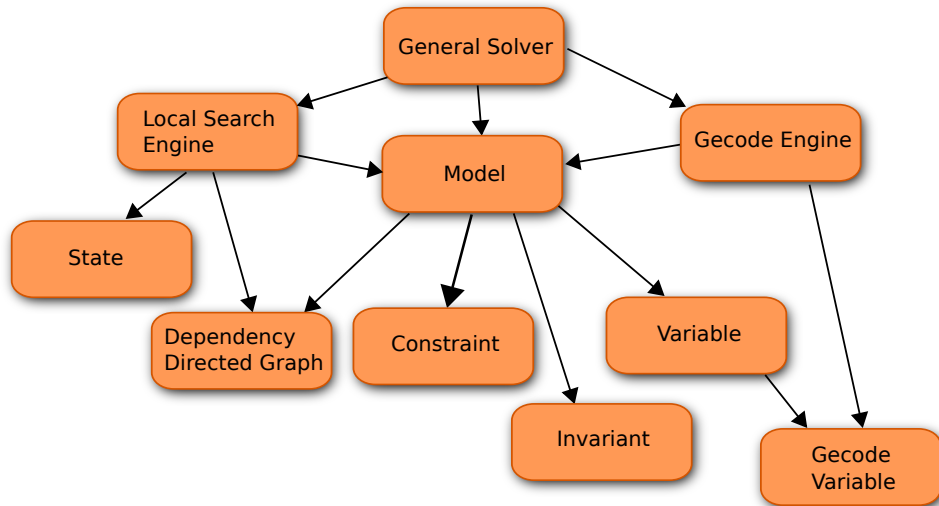 General Solver
Local Search
Engine
Gecode Engine
Model
State
Dependency
Directed Graph
Constraint
Variable
Invariant
Gecode
Variable